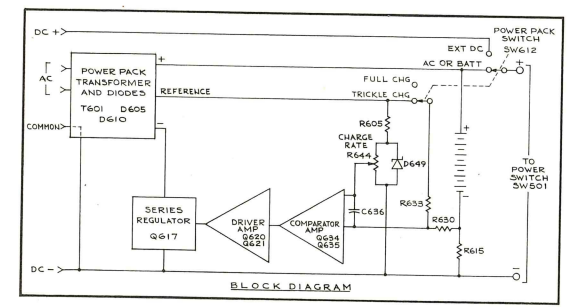 DC +
POWER PACK
SWITCH
SW612
EXT DC
AC OR BATT
+
+
AC
POWER PACK
TRANSFORMER
AND DIODES
T601 D605
D610
FULL CHG
TRICKLE CHG
REFERENCE
COMMON
−
R605
CHARGE
RATE
R644
D649
+
TO
POWER
SWITCH
SW501
R633
−
SERIES
REGULATOR
Q617
DRIVER
AMP
Q620
Q621
COMPARATOR
AMP
Q634
Q635
C636
R630
R615
DC −
−
BLOCK DIAGRAM